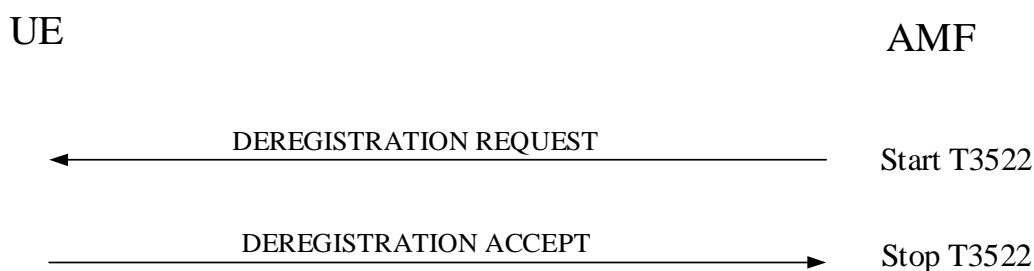 UE
AMF
DEREGISTRATION REQUEST
Start T3522
DEREGISTRATION ACCEPT
Stop T3522